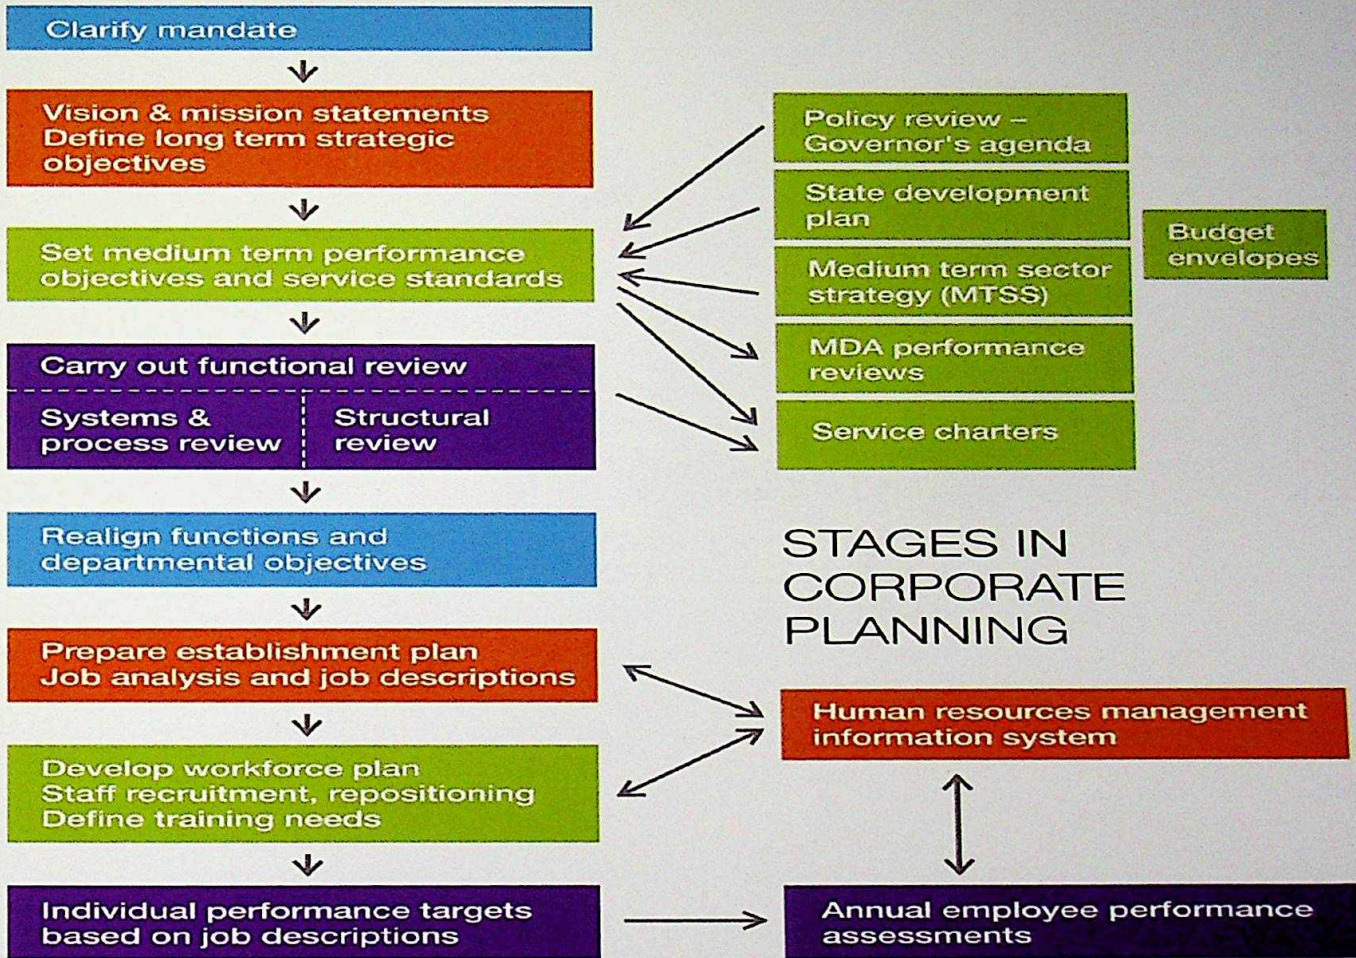 Clarify mandate
Vision & mission statements
Define long term strategic
objectives
Set medium term performance
objectives and service standards
Carry out functional review
Systems &
process review
Structural
review
Realign functions and
departmental objectives
Prepare establishment plan
Job analysis and job descriptions
Develop workforce plan
Staff recruitment, repositioning
Define training needs
Individual performance targets
based on job descriptions
Policy review –
Governor's agenda
State development
plan
Medium term sector
strategy (MTSS)
MDA performance
reviews
Service charters
Budget
envelopes
STAGES IN
CORPORATE
PLANNING
Human resources management
information system
Annual employee performance
assessments